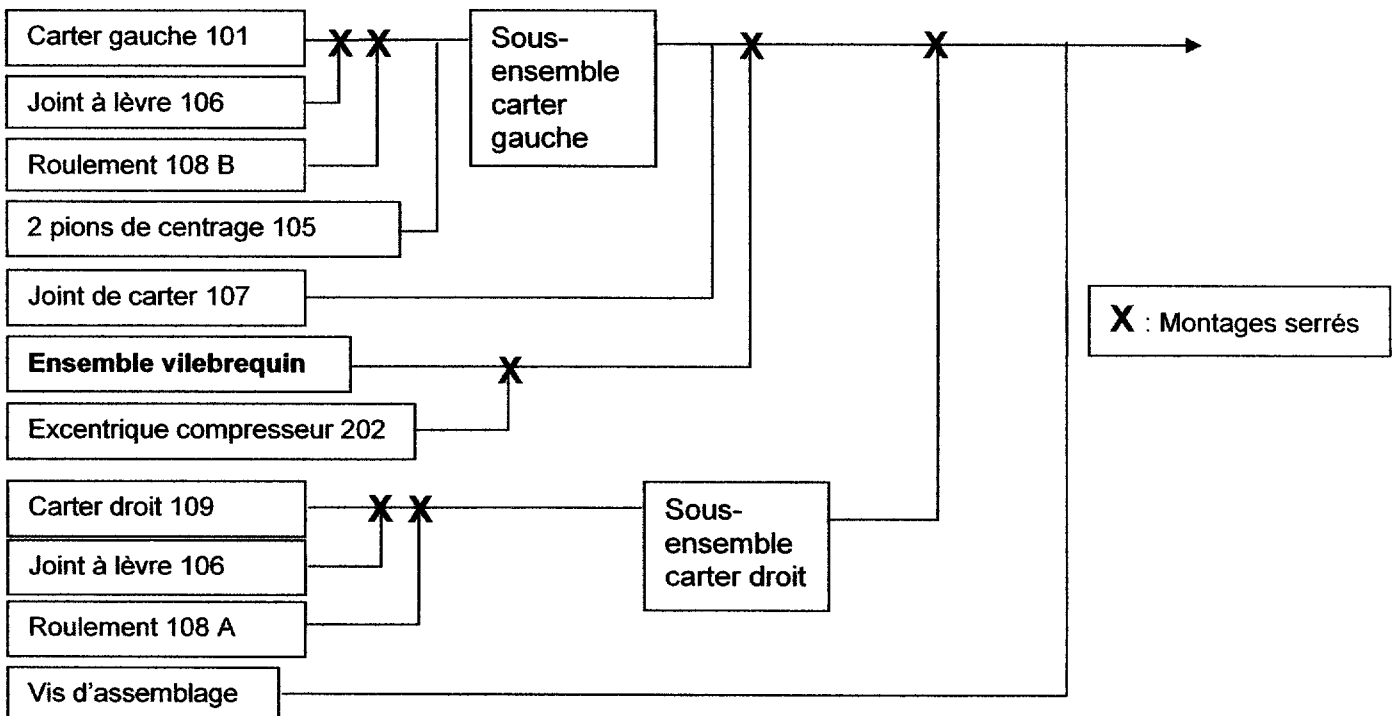 Carter gauche 101
Joint à lèvre 106
Roulement 108 B
2 pions de centrage 105
Joint de carter 107
Ensemble vilebrequin
Excentrique compresseur 202
Carter droit 109
Joint à lèvre 106
Roulement 108 A
Vis d'assemblage
X X
Sous-
ensemble
carter
gauche
X
X
X
X X
Sous-
ensemble
carter droit
X : Montages serrés